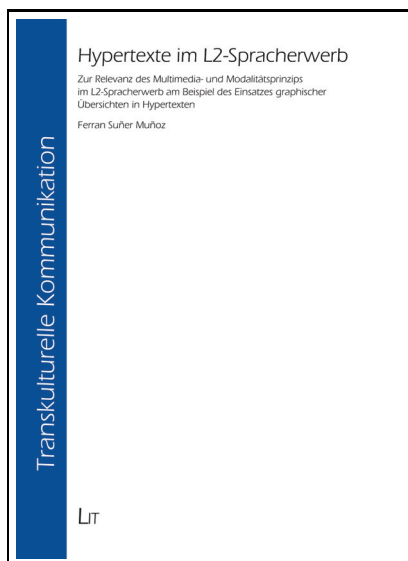 Hypertexte im L2-Spracherwerb
Zur Relevanz des Multimedia- und Modalitätsprinzips
im L2-Spracherwerb am Beispiel des Einsatzes graphischer
Übersichten in Hypertexten
Ferran Suñer Muñoz
Transkulturelle Kommunikation
LIT